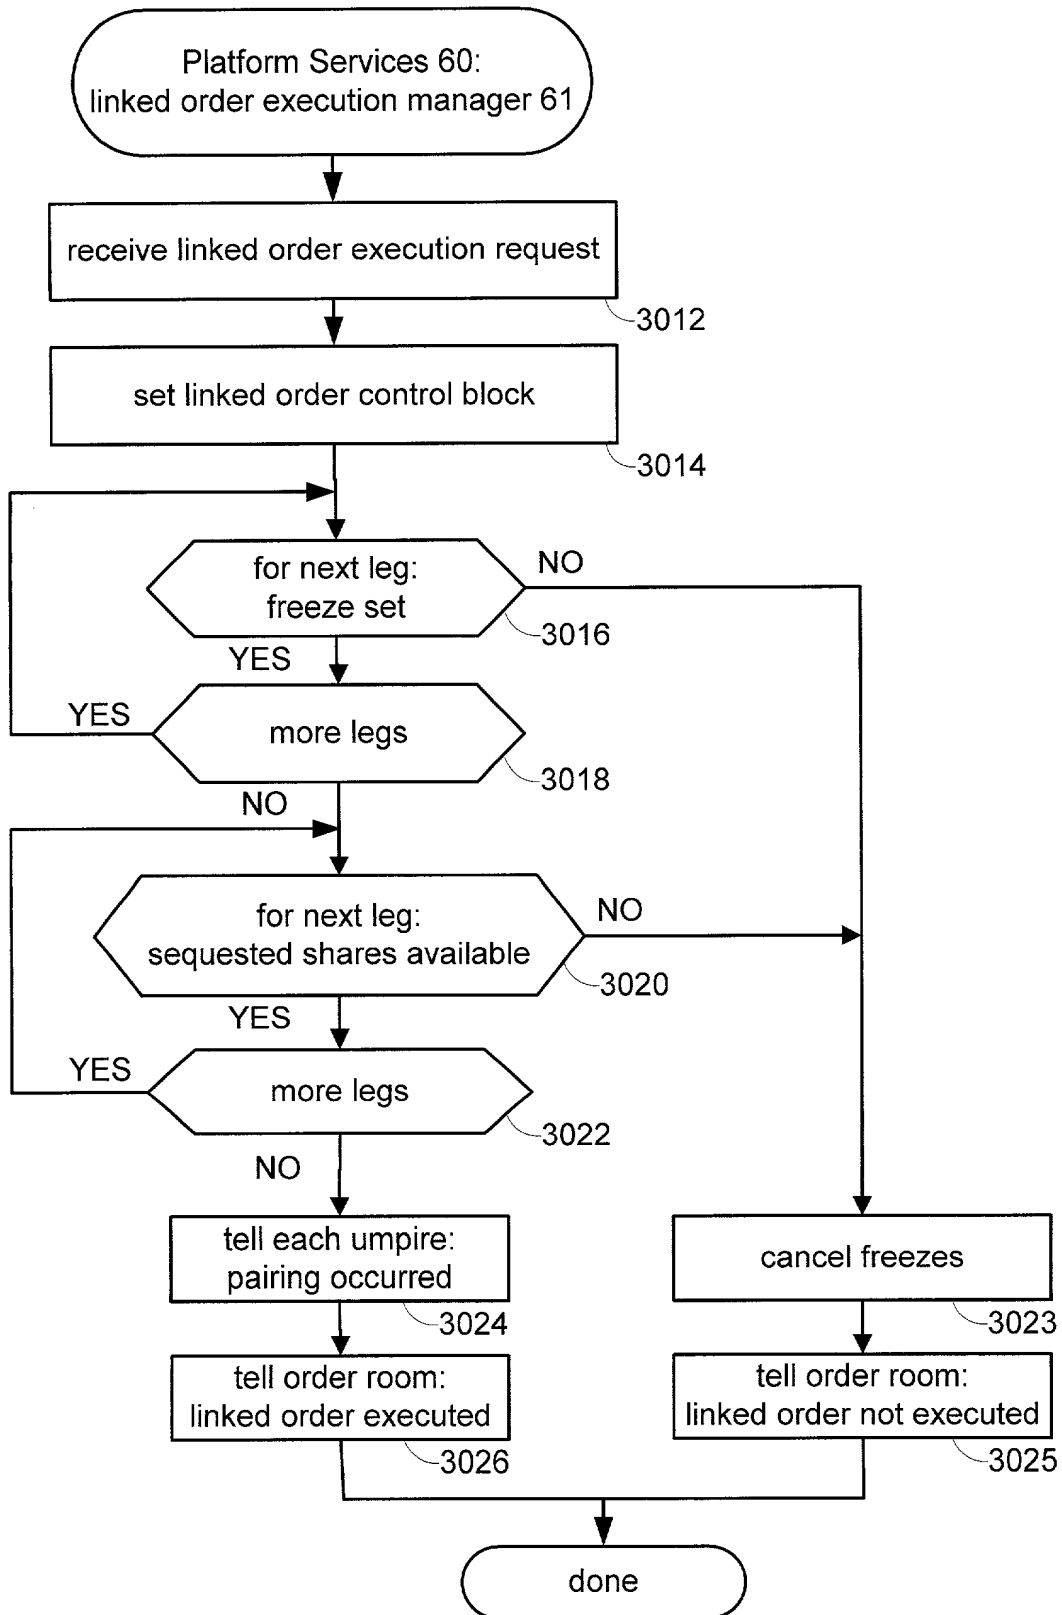 Platform Services 60:
linked order execution manager 61
receive linked order execution request
3012
set linked order control block
3014
for next leg:
freeze set
NO
3016
YES
more legs
YES
3018
NO
for next leg:
sequested shares available
NO
3020
YES
more legs
YES
3022
NO
tell each umpire:
pairing occurred
3024
cancel freezes
3023
tell order room:
linked order executed
3026
tell order room:
linked order not executed
3025
done